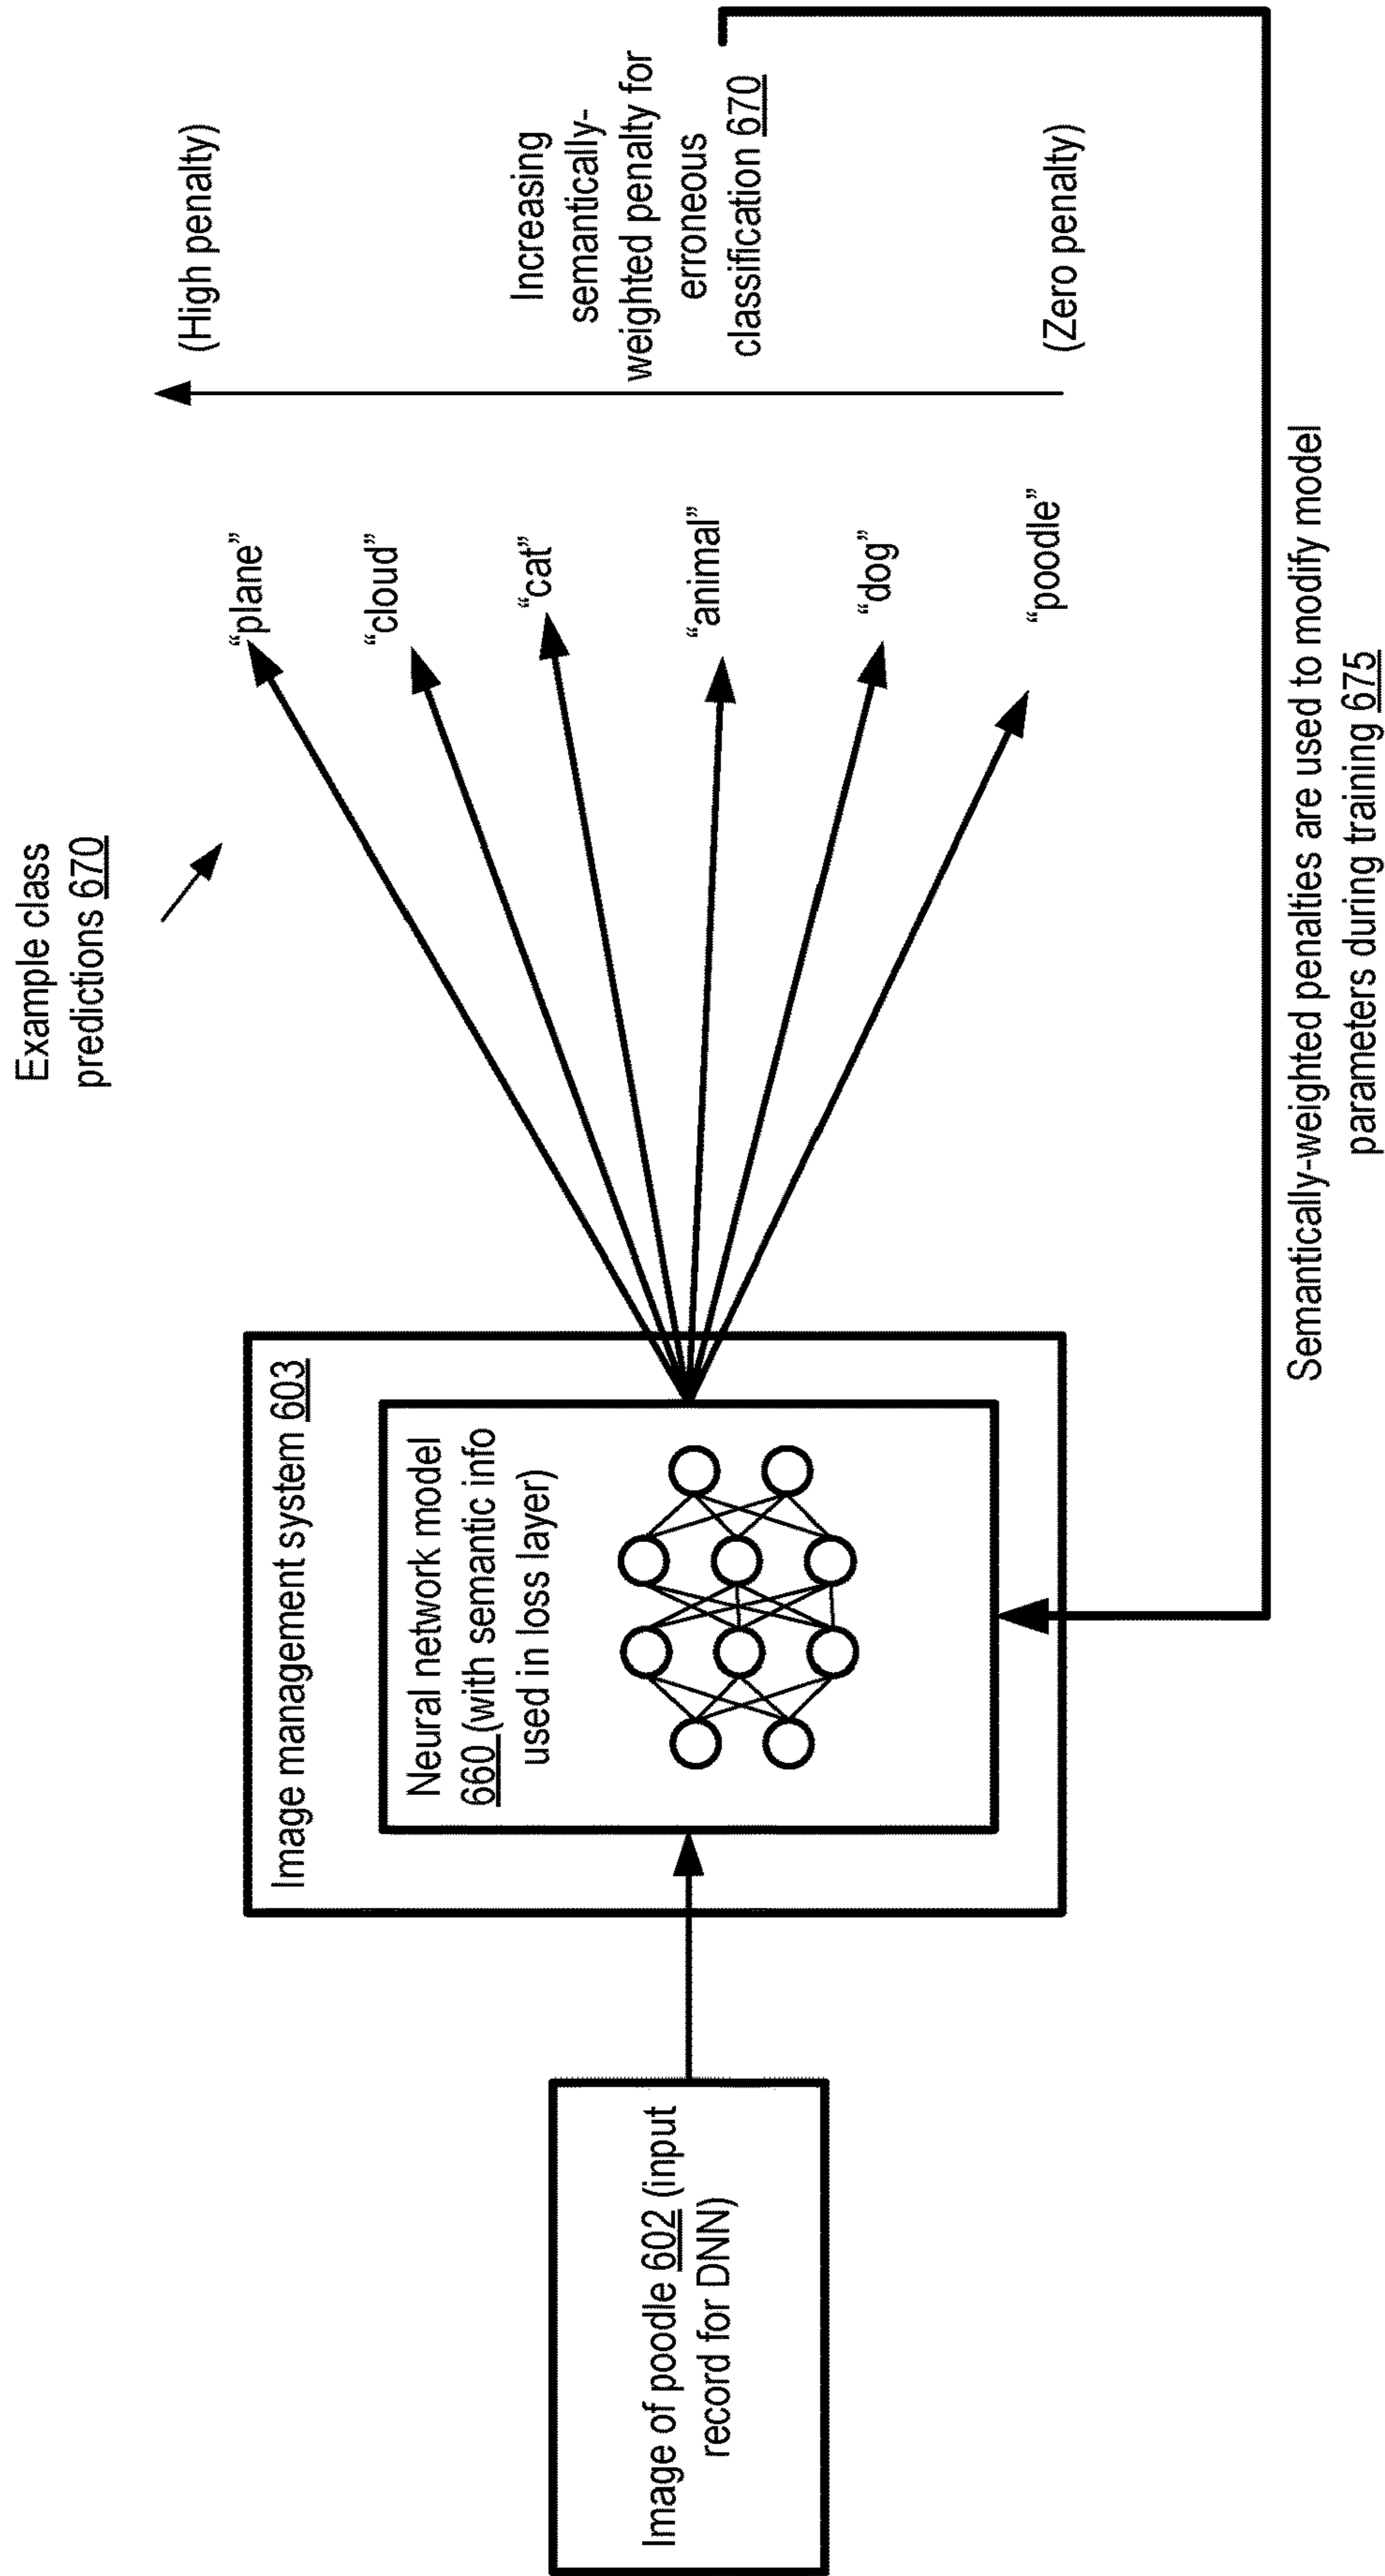 Image of poodle 602 (input
record for DNN)
Image management system 603
Neural network model
660 (with semantic info
used in loss layer)
Example class
predictions 670
“plane”
“cloud”
“cat”
“animal”
“dog”
“poodle”
(High penalty)
Increasing
semantically-
weighted penalty for
erroneous
classification 670
(Zero penalty)
Semantically-weighted penalties are used to modify model
parameters during training 675